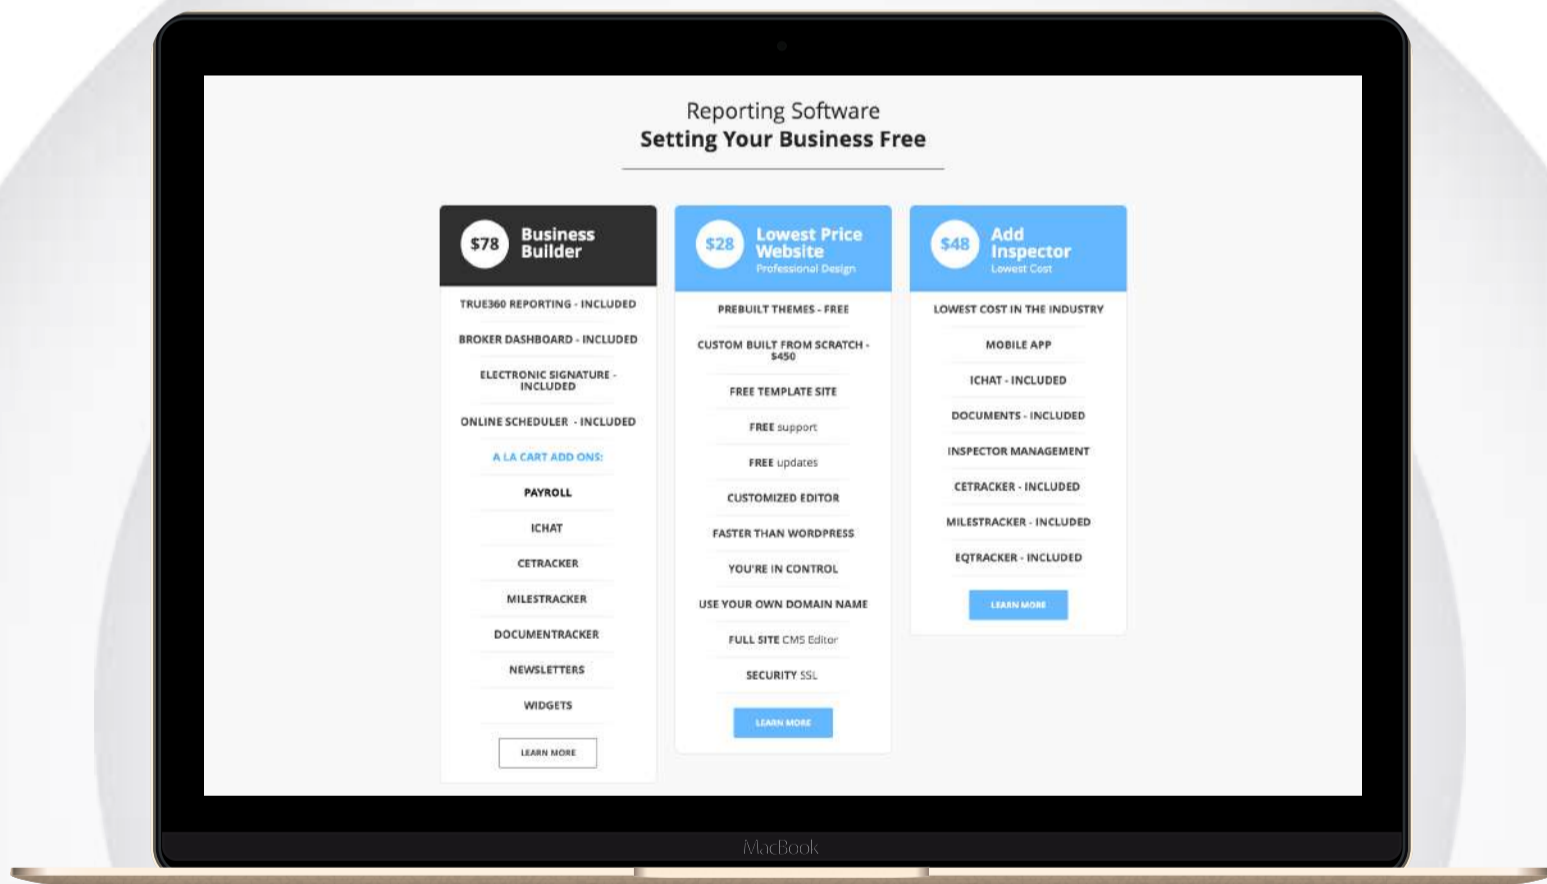 Reporting Software
Setting Your Business Free
$78
Business
Builder
TRUE360 REPORTING - INCLUDED
BROKER DASHBOARD - INCLUDED
ELECTRONIC SIGNATURE -
INCLUDED
ONLINE SCHEDULER - INCLUDED
A LA CART ADD ONS:
PAYROLL
ICHAT
CETRACKER
MILESTRACKER
DOCUMENTRACKER
NEWSLETTERS
WIDGETS
LEARN MORE
$28
Lowest Price
Website
Professional Design
PREBUILT THEMES - FREE
CUSTOM BUILT FROM SCRATCH -
$450
FREE TEMPLATE SITE
FREE support
FREE updates
CUSTOMIZED EDITOR
FASTER THAN WORDPRESS
YOU'RE IN CONTROL
USE YOUR OWN DOMAIN NAME
FULL SITE CMS Editor
SECURITY SSL
LEARN MORE
$48
Add
Inspector
Lowest Cost
LOWEST COST IN THE INDUSTRY
MOBILE APP
ICHAT - INCLUDED
DOCUMENTS - INCLUDED
INSPECTOR MANAGEMENT
CETRACKER - INCLUDED
MILESTRACKER - INCLUDED
EQTRACKER - INCLUDED
LEARN MORE
MacBook